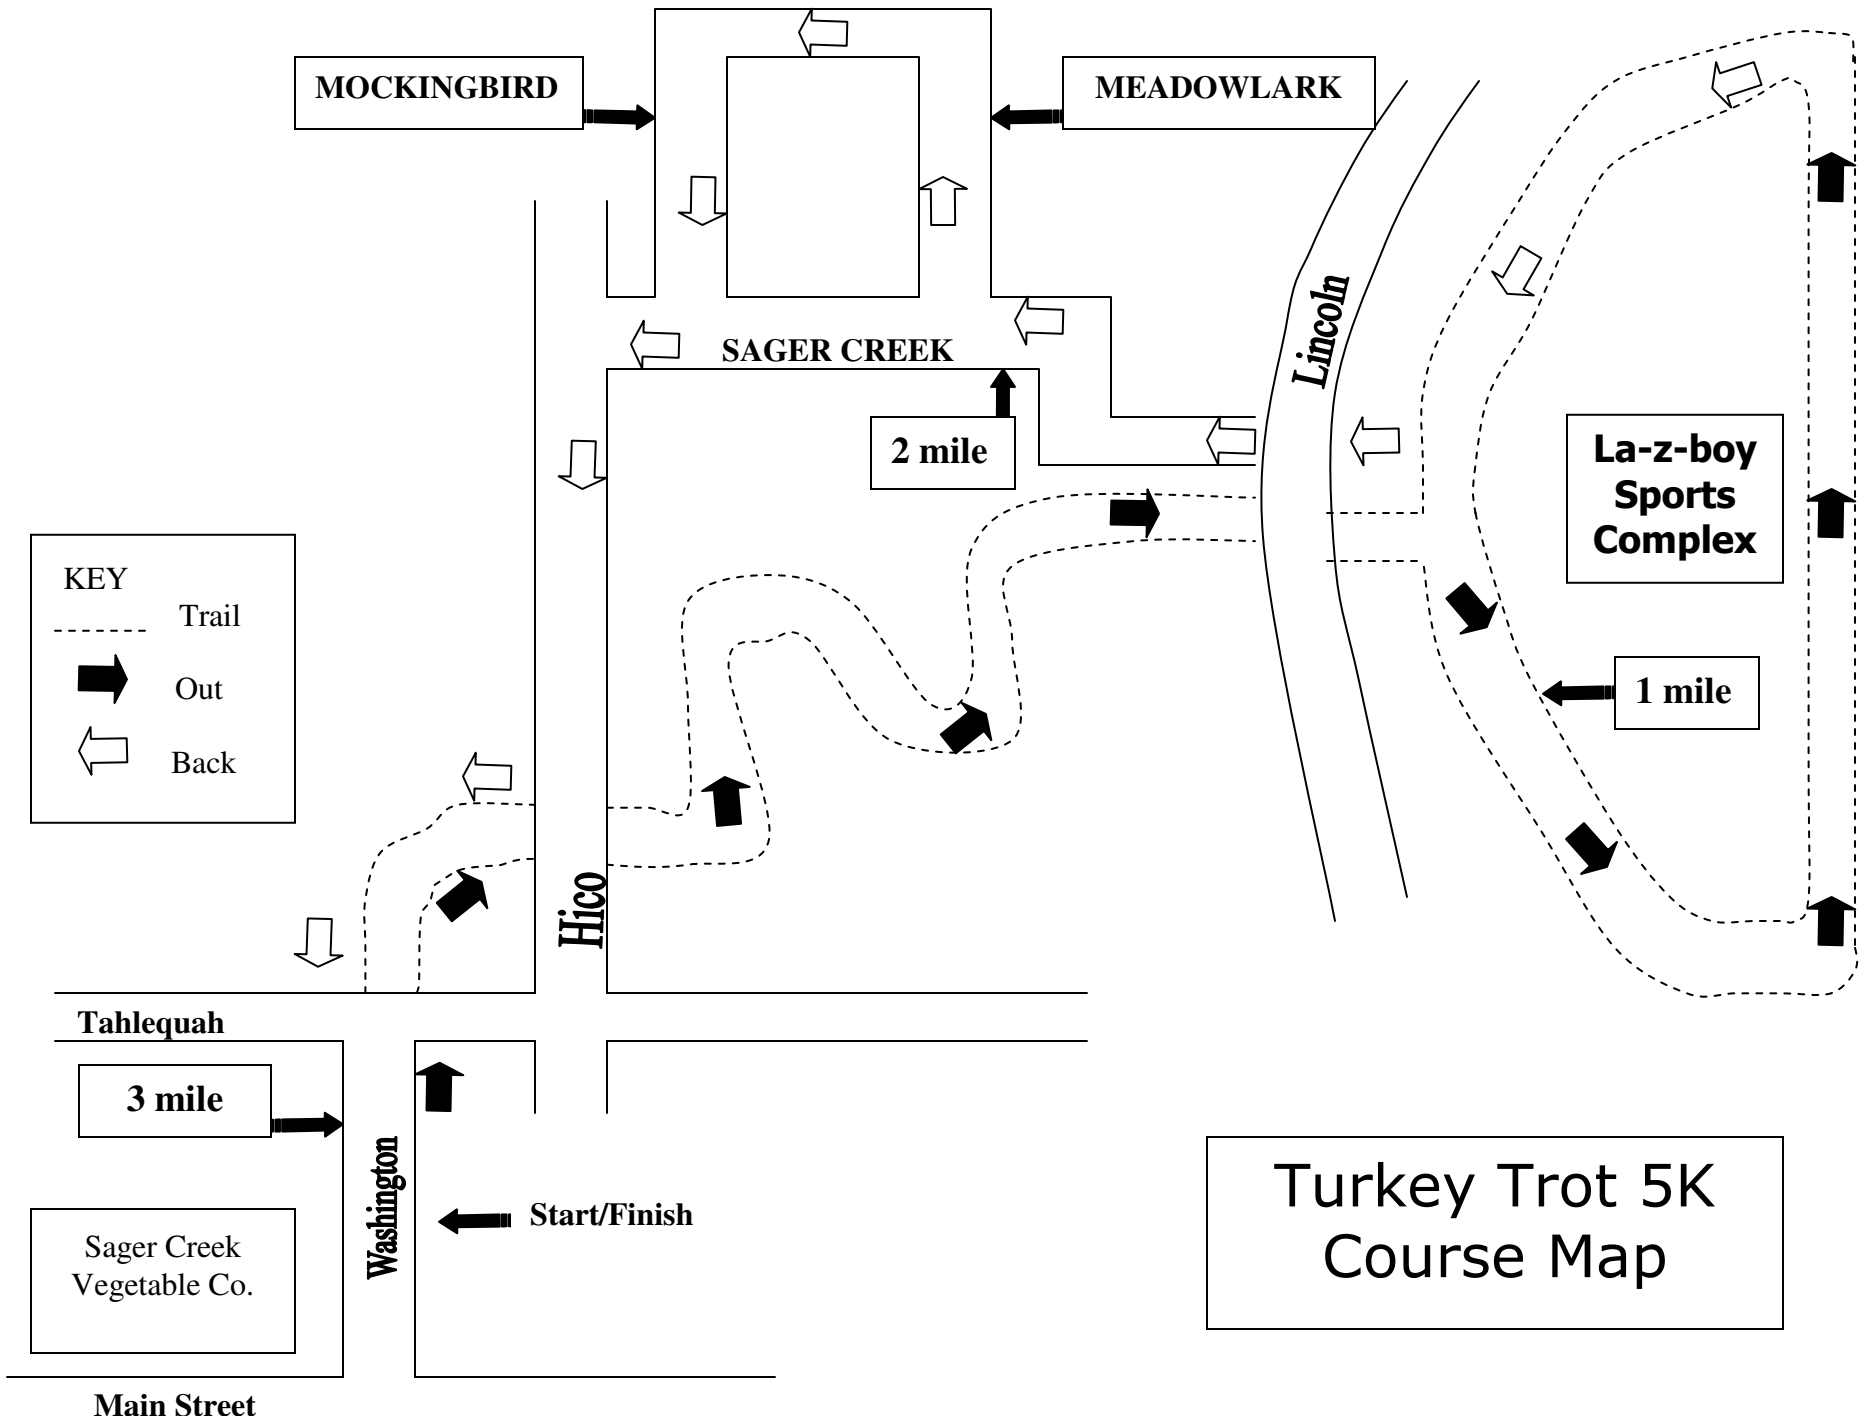 MOCKINGBIRD
MEADOWLARK
Lincoln
SAGER CREEK
2 mile
La-z-boy
Sports
Complex
KEY
Trail
Out
Back
1 mile
Hico
Tahlequah
3 mile
Washington
Start/Finish
Sager Creek
Vegetable Co.
Turkey Trot 5K
Course Map
Main Street